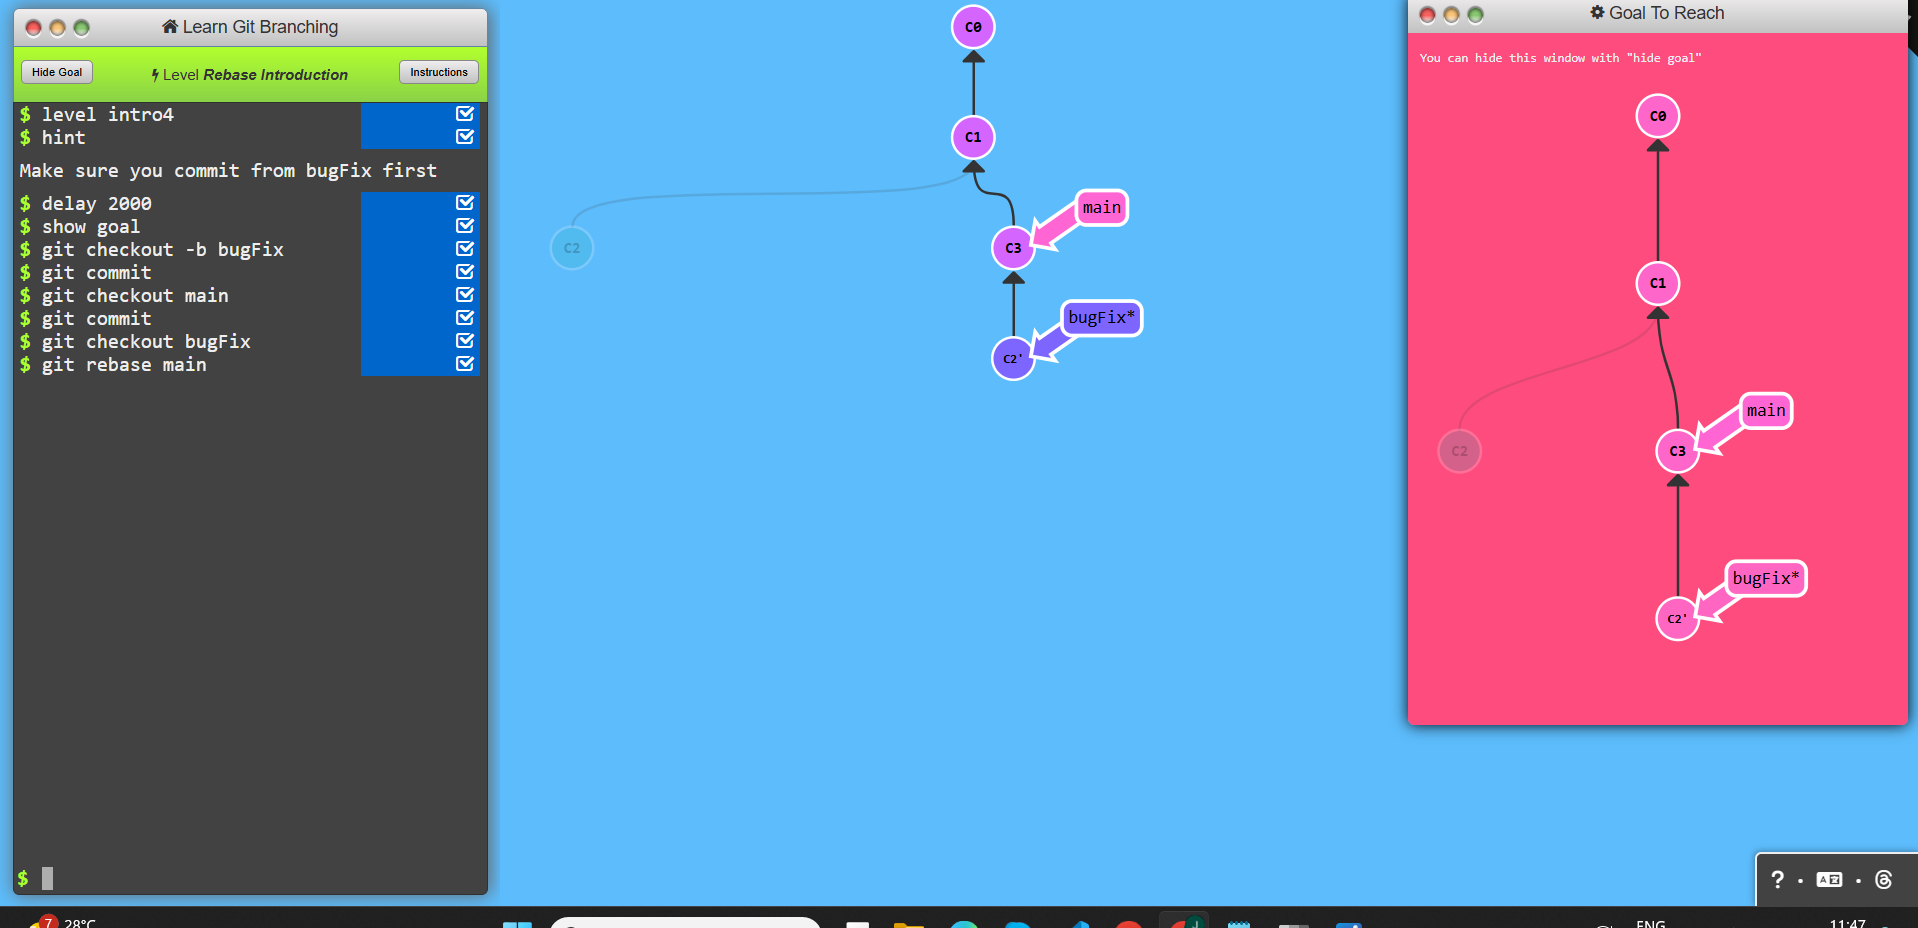 Learn Git Branching
Hide Goal
Level Rebase Introduction
Instructions
$ level intro4
$ hint
Make sure you commit from bugFix first
$ delay 2000
$ show goal
$ git checkout -b bugFix
$ git commit
$ git checkout main
$ git commit
$ git checkout bugFix
$ git rebase main
$
C0
C1
C2
main
C3
bugFix*
C2'
Goal To Reach
You can hide this window with "hide goal"
C0
C1
main
C3
C2
bugFix*
C2'
?
7
28°C
ENG
11:47